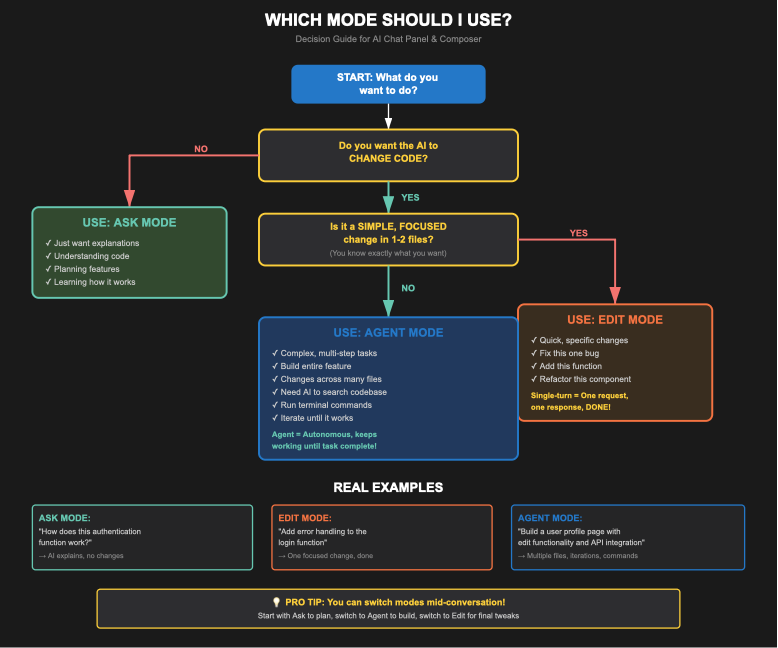 WHICH MODE SHOULD I USE?
Decision Guide for AI Chat Panel & Composer
START: What do you
want to do?
Do you want the AI to
CHANGE CODE?
NO
YES
USE: ASK MODE
✓ Just want explanations
✓ Understanding code
✓ Planning features
✓ Learning how it works
Is it a SIMPLE, FOCUSED
change in 1-2 files?
(You know exactly what you want)
YES
NO
USE: AGENT MODE
✓ Complex, multi-step tasks
✓ Build entire feature
✓ Changes across many files
✓ Need AI to search codebase
✓ Run terminal commands
✓ Iterate until it works
Agent = Autonomous, keeps
working until task complete!
USE: EDIT MODE
✓ Quick, specific changes
✓ Fix this one bug
✓ Add this function
✓ Refactor this component
Single-turn = One request,
one response, DONE!
REAL EXAMPLES
ASK MODE:
"How does this authentication
function work?"
→ AI explains, no changes
EDIT MODE:
"Add error handling to the
login function"
→ One focused change, done
AGENT MODE:
"Build a user profile page with
edit functionality and API integration"
→ Multiple files, iterations, commands
💡 PRO TIP: You can switch modes mid-conversation!
Start with Ask to plan, switch to Agent to build, switch to Edit for final tweaks